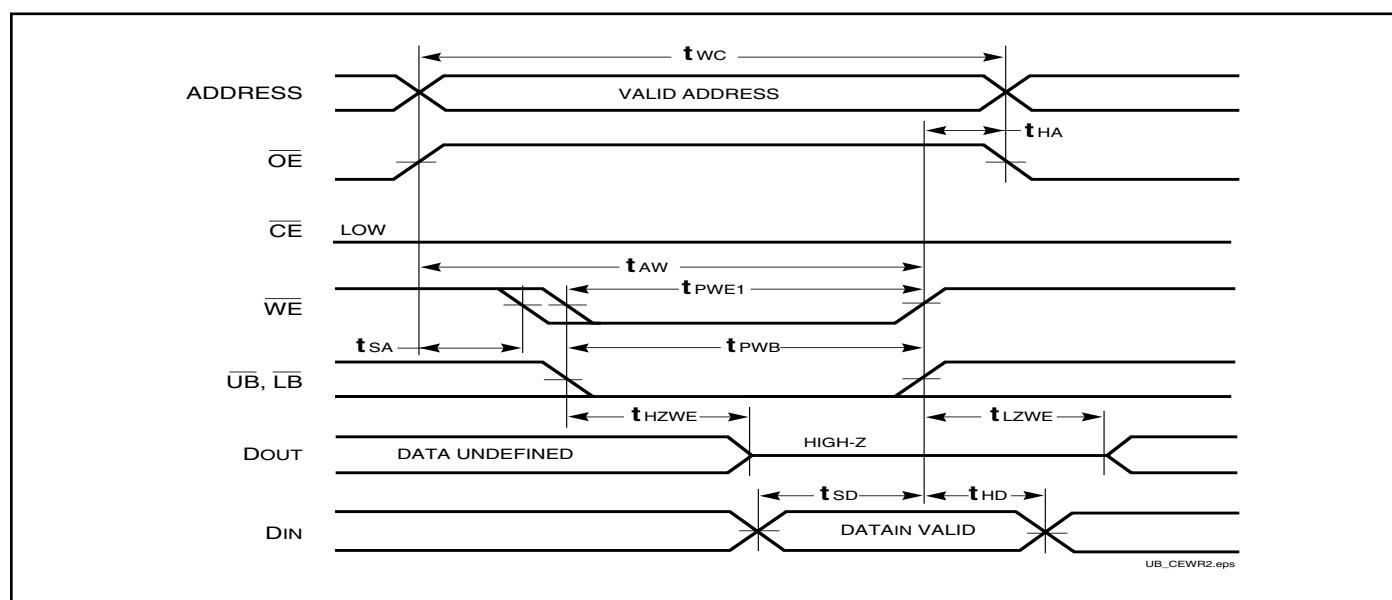 tWC
ADDRESS VALID ADDRESS
tHA
OE
CE LOW
tAW
tPWE1
WE
tSA tPWB
UB, LB
tHZWE tLZWE
DOUT DATA UNDEFINED HIGH-Z
tSD tHD
DIN DATAIN VALID
UB_CEWR2.eps